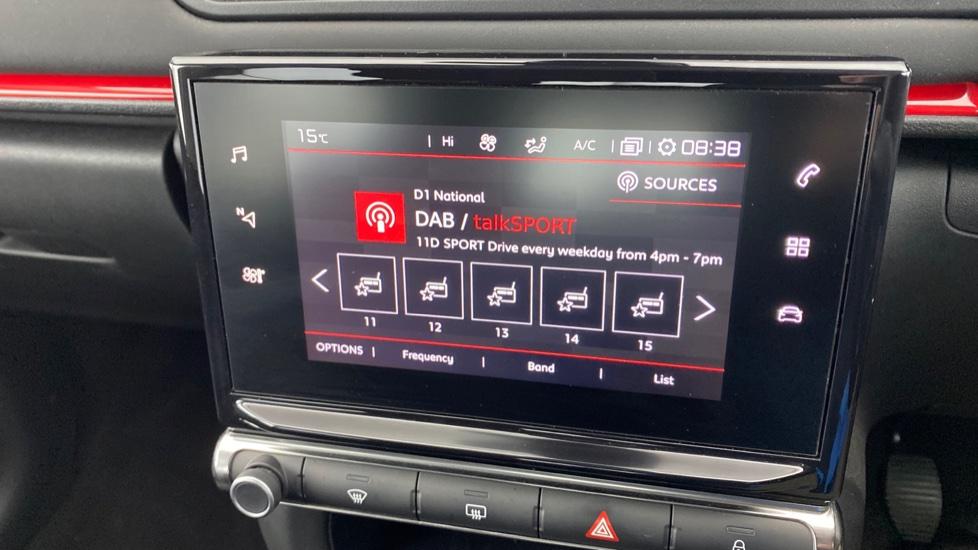 15°C | Hi A/C | | 08:38
SOURCES
D1 National
DAB / talkSPORT
11D SPORT Drive every weekday from 4pm - 7pm
11 12 13 14 15
OPTIONS | Frequency | Band | List
N